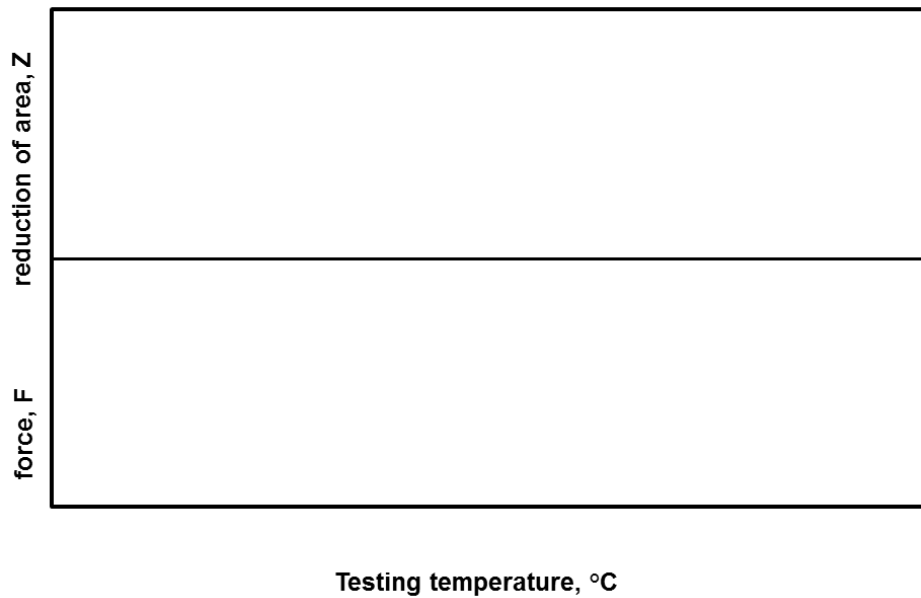 reduction of area, Z
force, F
Testing temperature, °C